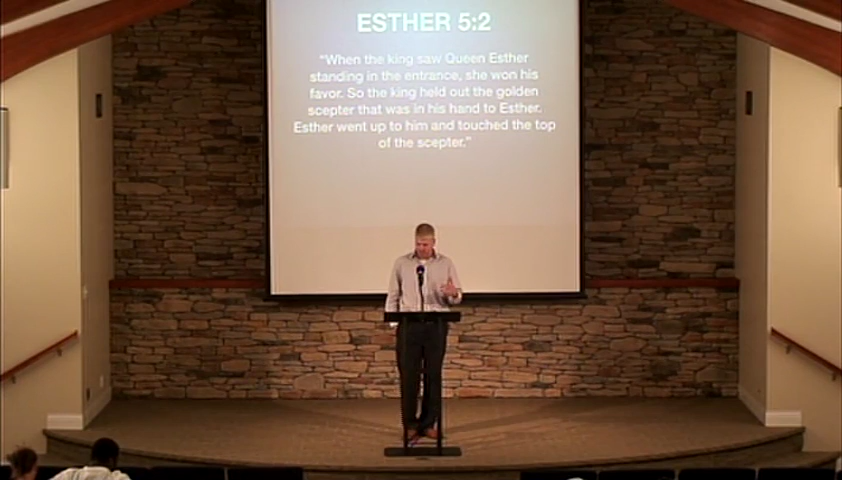 ESTHER 5:2
"When the king saw Queen Esther
standing in the entrance, she won his
favor. So the king held out the golden
scepter that was in his hand to Esther.
Esther went up to him and touched the top
of the scepter."